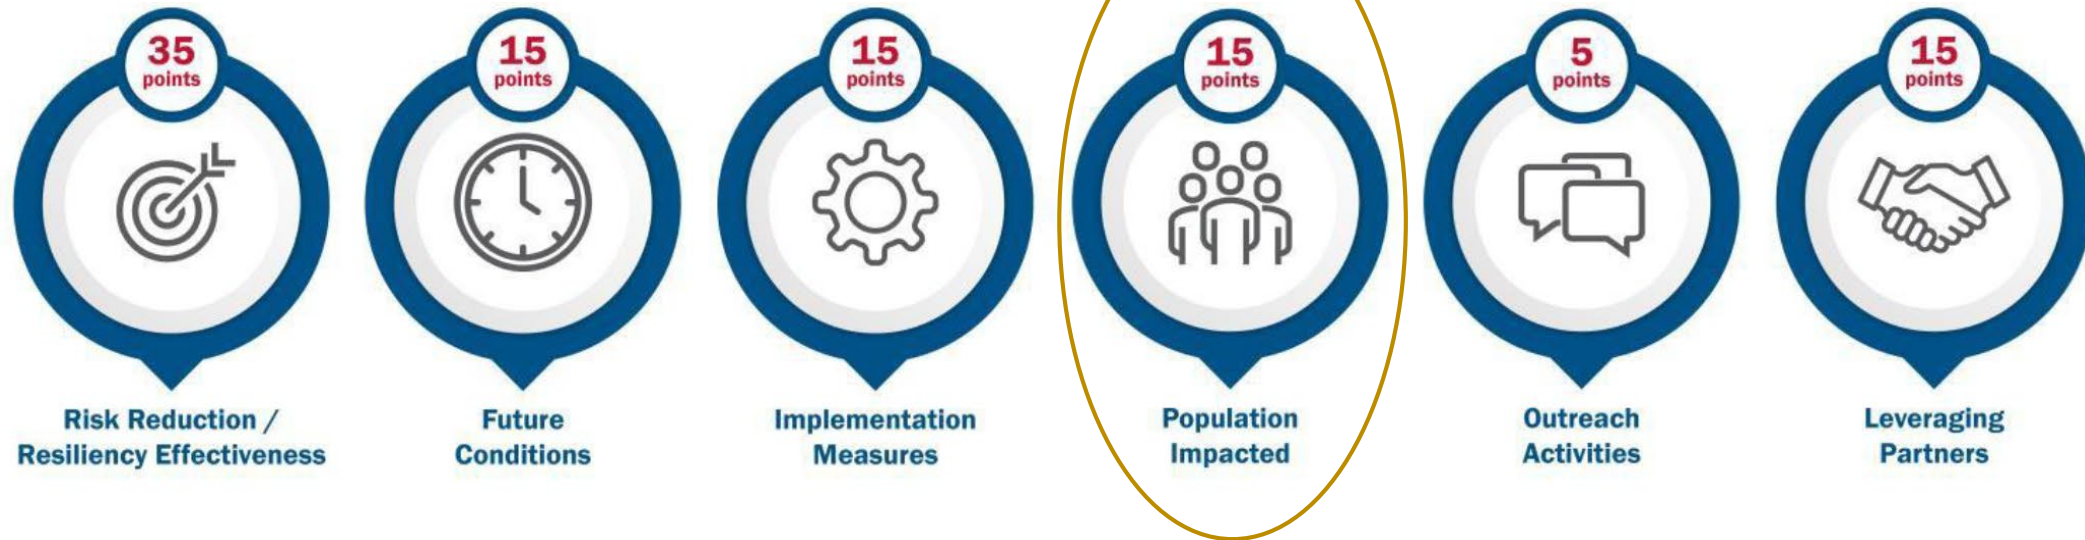 35
points
Risk Reduction /
Resiliency Effectiveness
15
points
Future
Conditions
15
points
Implementation
Measures
15
points
Population
Impacted
5
points
Outreach
Activities
15
points
Leveraging
Partners